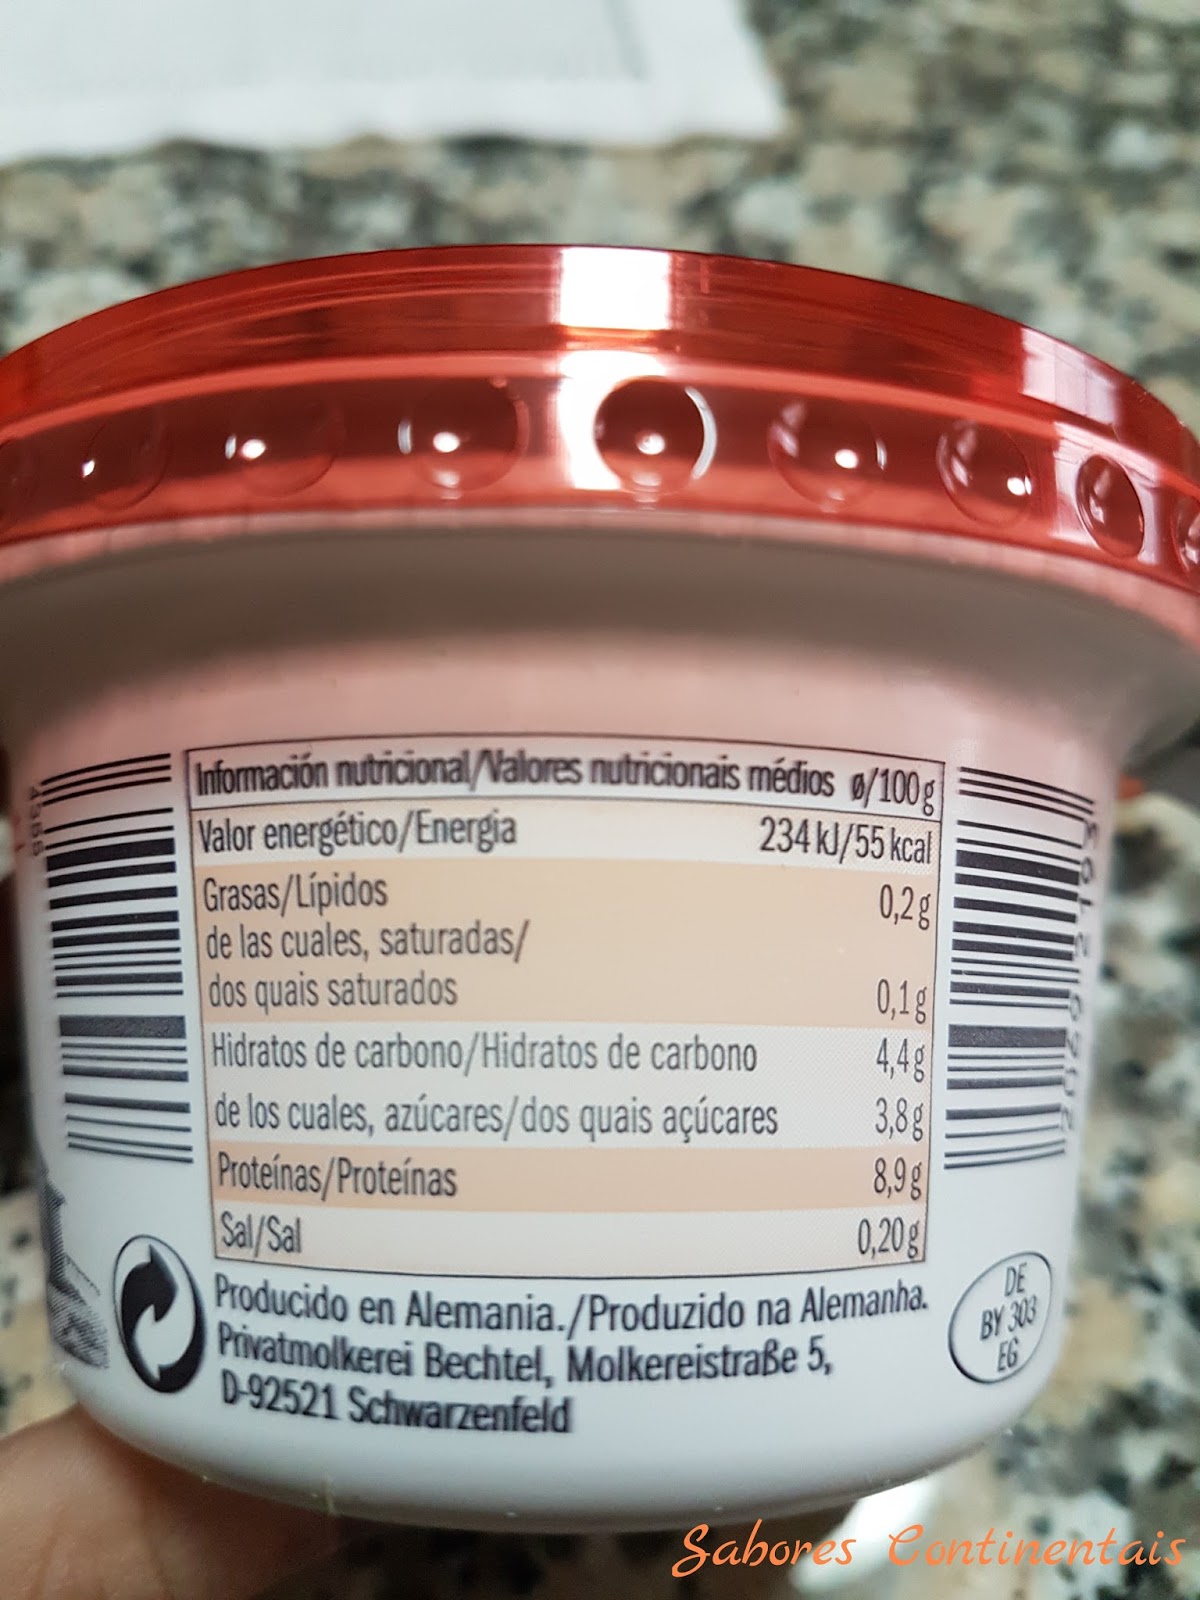 Información nutricional/Valores nutricionais médios ø/100g
Valor energético/Energia 234 kJ/55 kcal
Grasas/Lípidos 0,2g
de las cuales, saturadas/
dos quais saturados 0,1g
Hidratos de carbono/Hidratos de carbono 4,4g
de los cuales, azúcares/dos quais açúcares 3,8g
Proteínas/Proteínas 8,9g
Sal/Sal 0,20g
Producido en Alemania./Produzido na Alemanha.
Privatmolkerei Bechtel, Molkereistraße 5,
D-92521 Schwarzenfeld
DE
BY 303
EG
Sabores Continentais